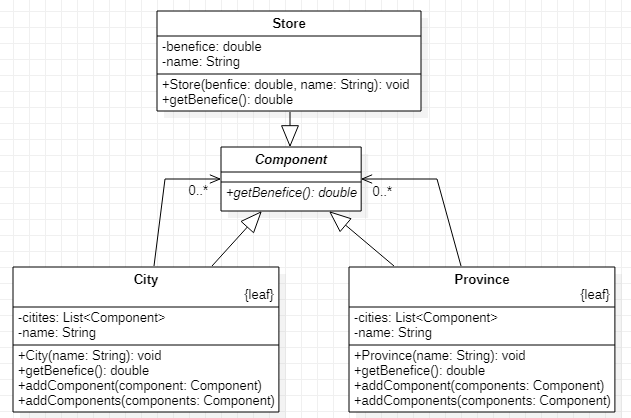 Store
-benefice: double
-name: String
+Store(benfice: double, name: String): void
+getBenefice(): double
Component
+getBenefice(): double
0..*
0..*
City
{leaf}
-citites: List<Component>
-name: String
+City(name: String): void
+getBenefice(): double
+addComponent(component: Component)
+addComponents(components: Component)
Province
{leaf}
-cities: List<Component>
-name: String
+Province(name: String): void
+getBenefice(): double
+addComponent(components: Component)
+addComponents(components: Component)